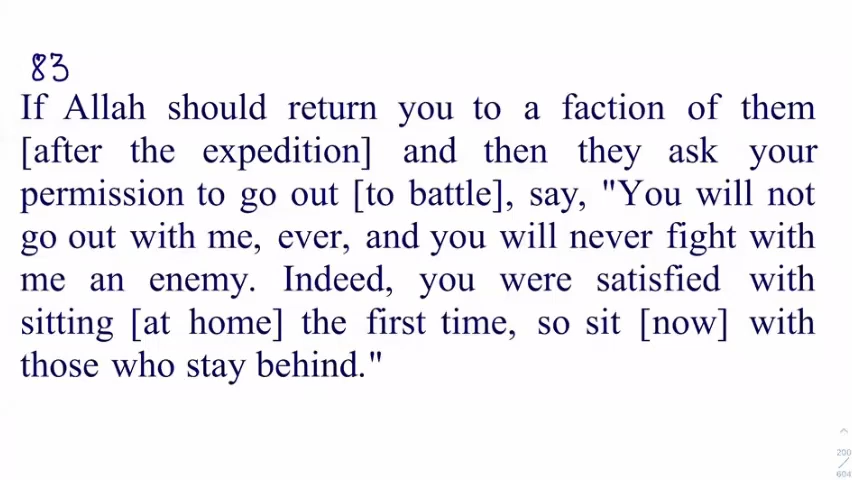 83
If Allah should return you to a faction of them
[after the expedition] and then they ask your
permission to go out [to battle], say, "You will not
go out with me, ever, and you will never fight with
me an enemy. Indeed, you were satisfied with
sitting [at home] the first time, so sit [now] with
those who stay behind."
200
/
604